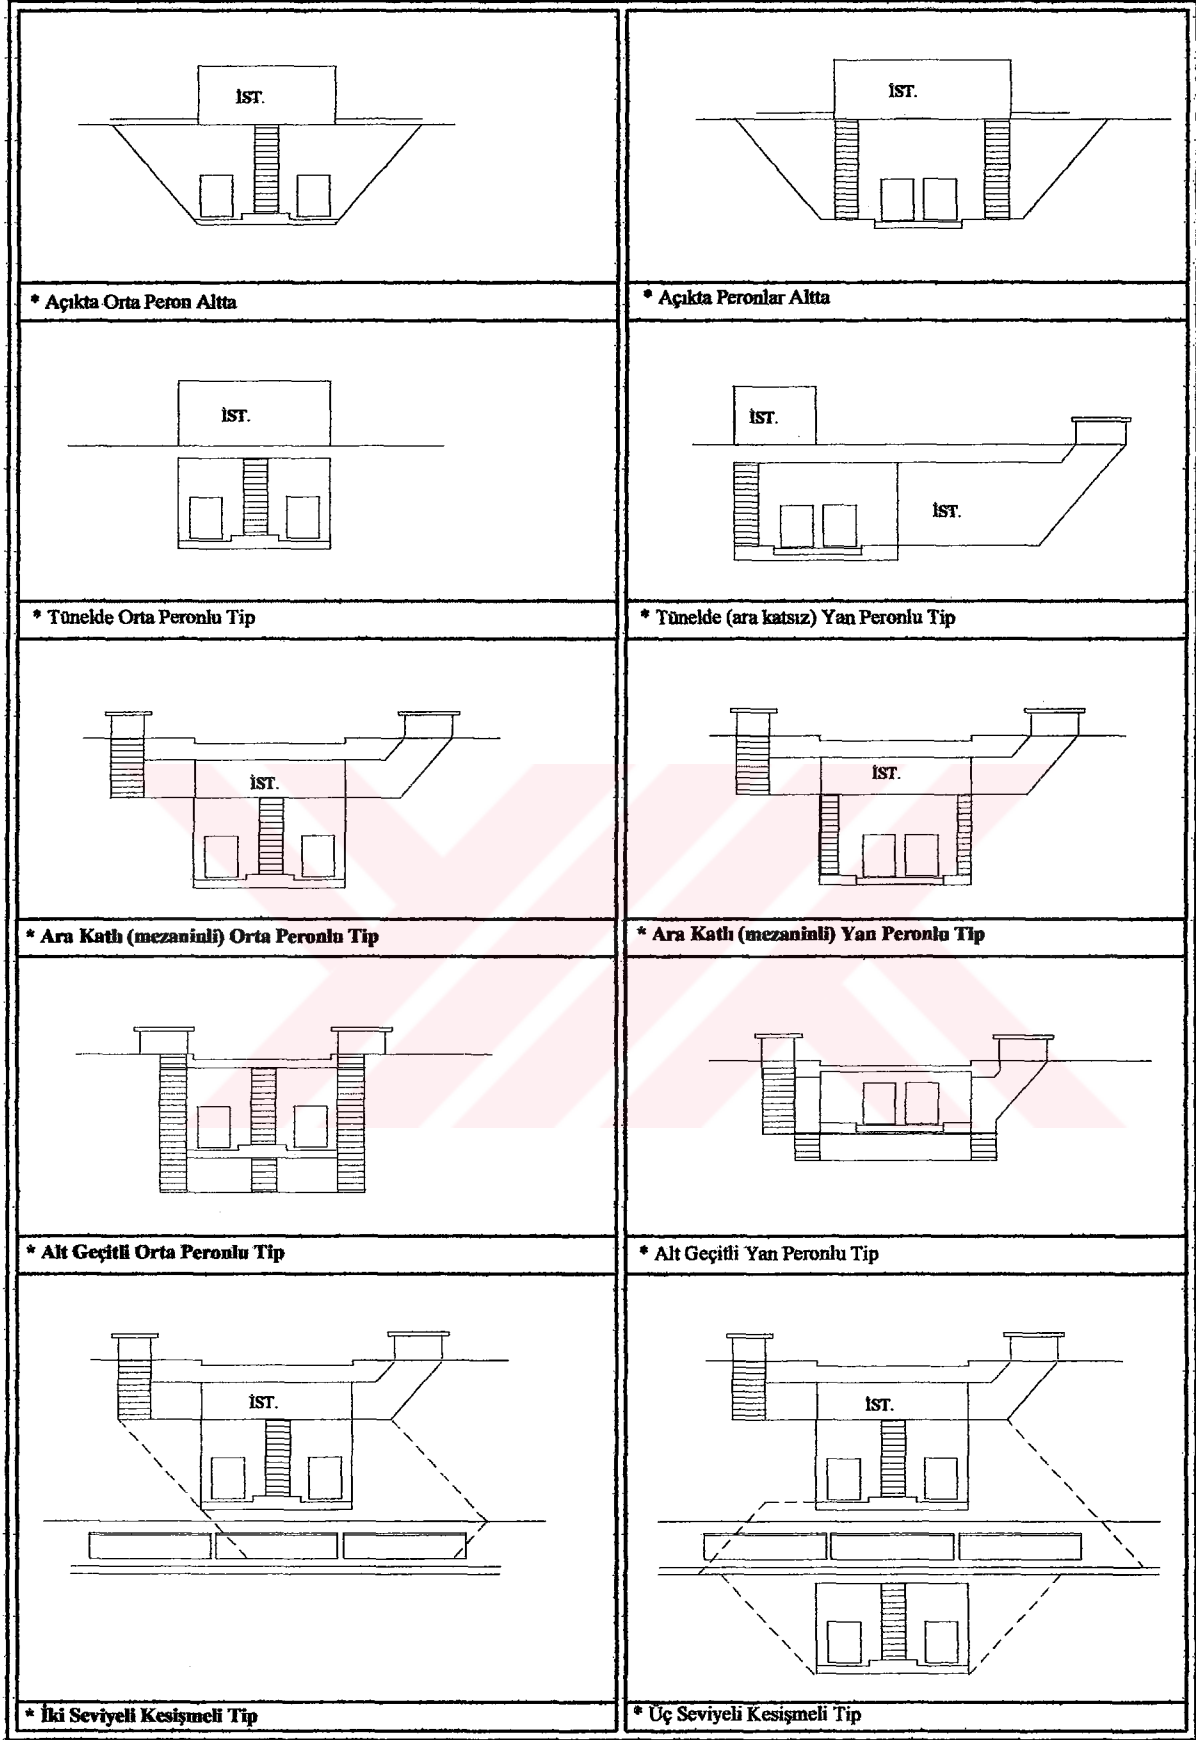 İST.
İST.
* Açıkta Orta Peron Altta
* Açıkta Peronlar Altta
İST.
İST.
İST.
* Tünelde Orta Peronlu Tip
* Tünelde (ara katsız) Yan Peronlu Tip
İST.
İST.
* Ara Katlı (mezaninli) Orta Peronlu Tip
* Ara Katlı (mezaninli) Yan Peronlu Tip
* Alt Geçitli Orta Peronlu Tip
* Alt Geçitli Yan Peronlu Tip
İST.
İST.
* İki Seviyeli Kesişmeli Tip
* Üç Seviyeli Kesişmeli Tip